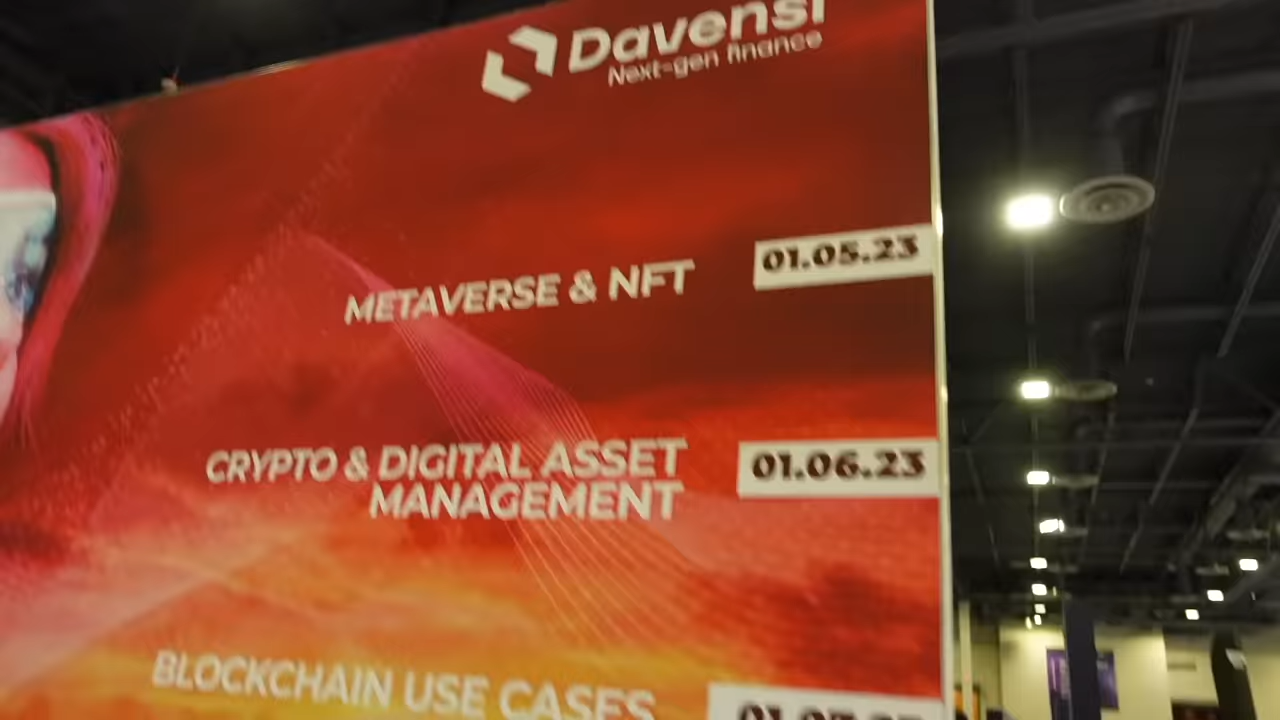 Davensi
Next-gen finance
METAVERSE & NFT
01.05.23
CRYPTO & DIGITAL ASSET
MANAGEMENT
01.06.23
BLOCKCHAIN USE CASES